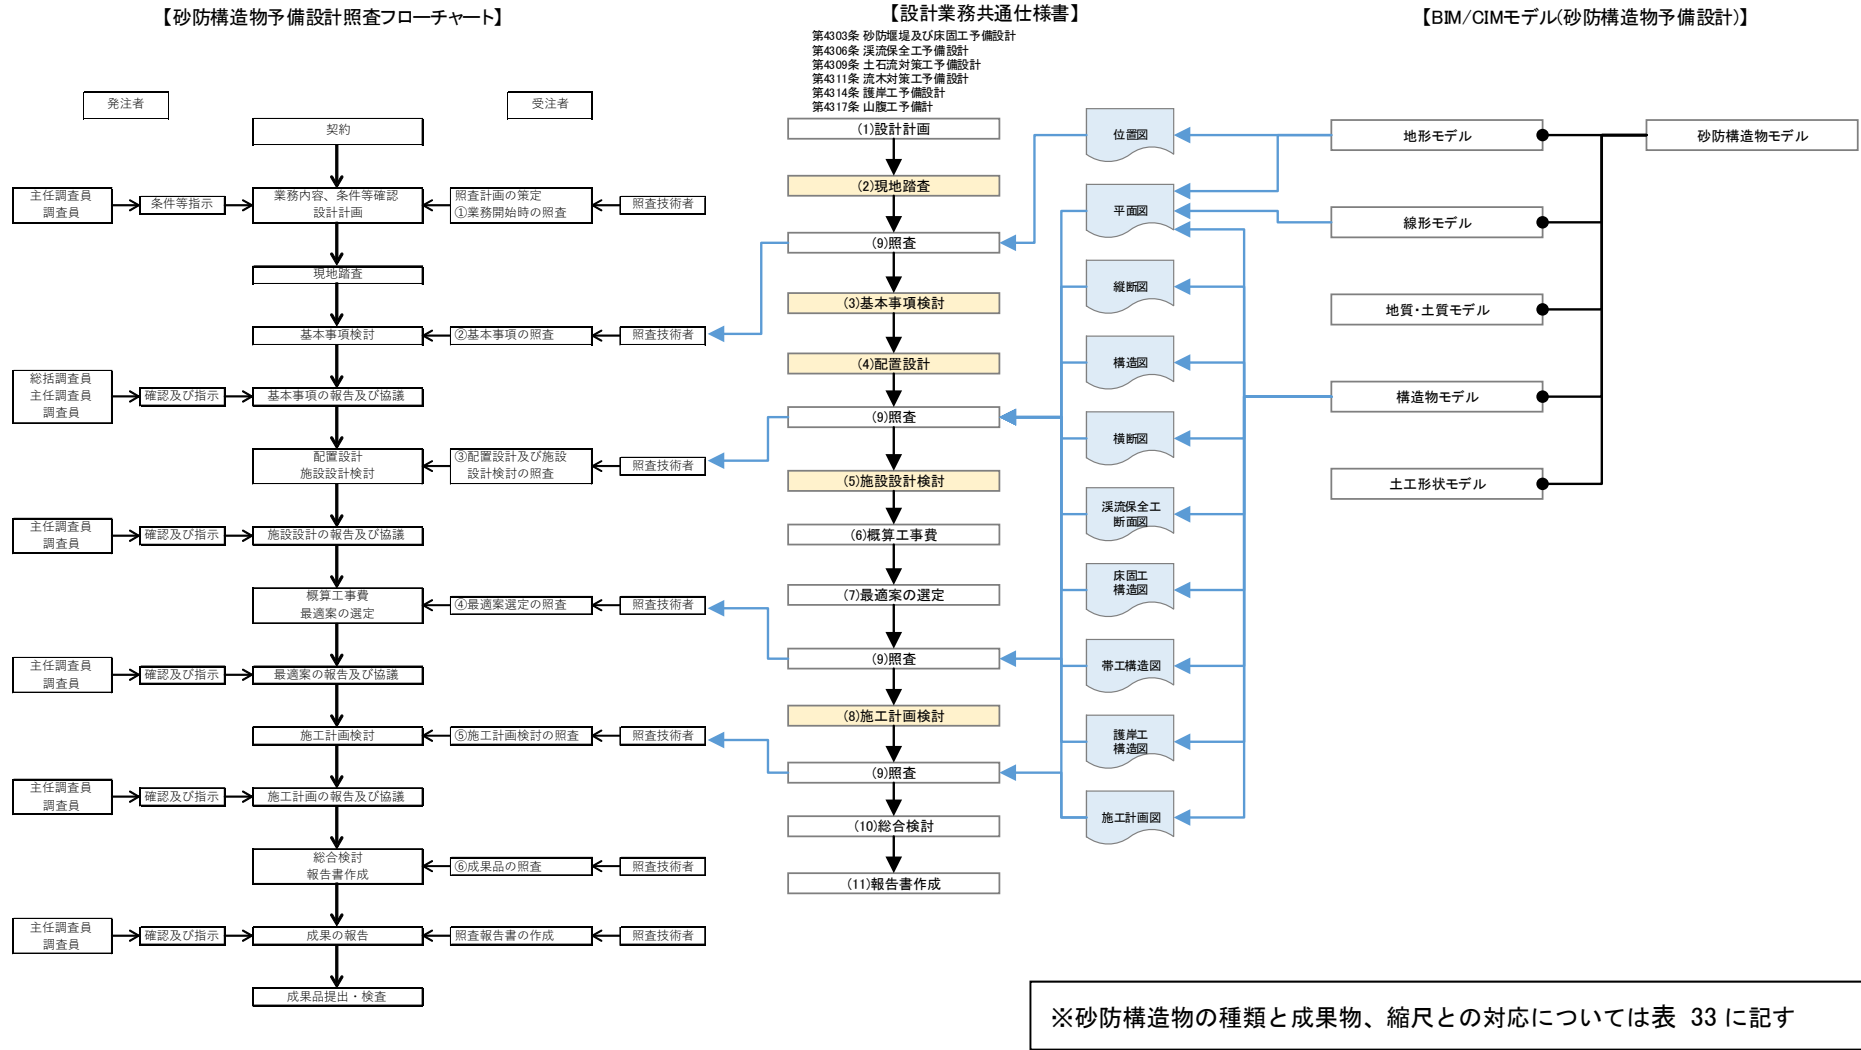 【砂防構造物予備設計照査フローチャート】
発注者
受注者
契約
主任調査員
調査員
条件等指示
業務内容、条件等確認
設計計画
照査計画の策定
①業務開始時の照査
照査技術者
現地踏査
基本事項検討
②基本事項の照査
照査技術者
総括調査員
主任調査員
調査員
確認及び指示
基本事項の報告及び協議
配置設計
施設設計検討
③配置設計及び施設
設計検討の照査
照査技術者
主任調査員
調査員
確認及び指示
施設設計の報告及び協議
概算工事費
最適案の選定
④最適案選定の照査
照査技術者
主任調査員
調査員
確認及び指示
最適案の報告及び協議
施工計画検討
⑤施工計画検討の照査
照査技術者
主任調査員
調査員
確認及び指示
施工計画の報告及び協議
総合検討
報告書作成
⑥成果品の照査
照査技術者
主任調査員
調査員
確認及び指示
成果の報告
照査報告書の作成
照査技術者
成果品提出・検査
【設計業務共通仕様書】
第4303条 砂防堰堤及び床固工予備設計
第4306条 渓流保全工予備設計
第4309条 土石流対策工予備設計
第4311条 流木対策工予備設計
第4314条 護岸工予備設計
第4317条 山腹工予備計
(1)設計計画
(2)現地踏査
(9)照査
(3)基本事項検討
(4)配置設計
(9)照査
(5)施設設計検討
(6)概算工事費
(7)最適案の選定
(9)照査
(8)施工計画検討
(9)照査
(10)総合検討
(11)報告書作成
【BIM/CIMモデル(砂防構造物予備設計)】
位置図
平面図
縦断図
構造図
横断図
渓流保全工
断面図
床固工
構造図
帯工構造図
護岸工
構造図
施工計画図
地形モデル
線形モデル
地質・土質モデル
構造物モデル
土工形状モデル
砂防構造物モデル
※砂防構造物の種類と成果物、縮尺との対応については表 33 に記す